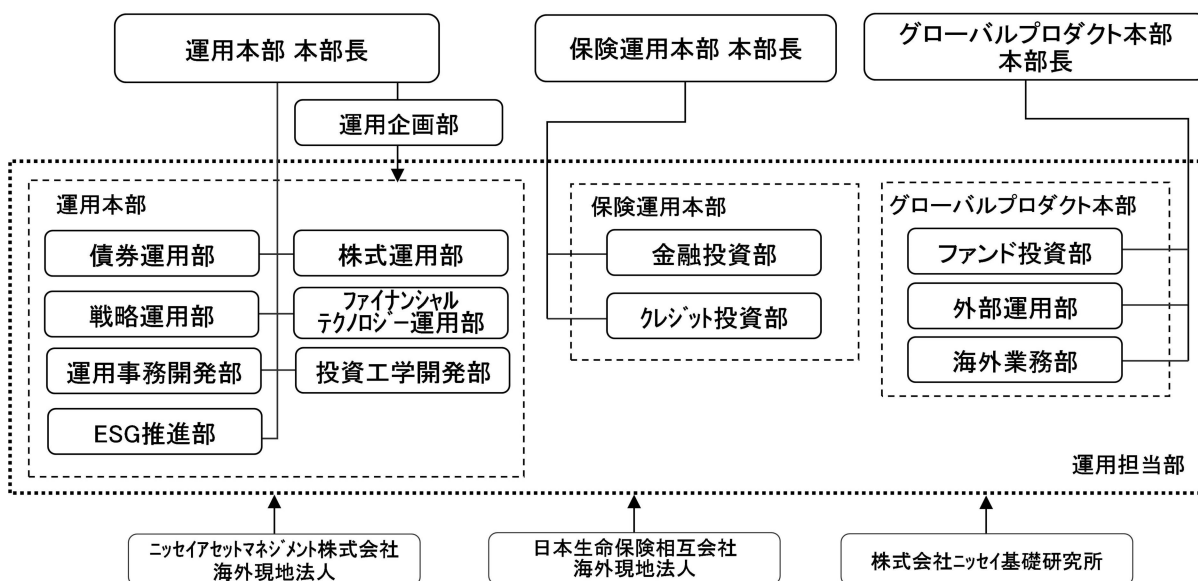 運用本部 本部長
保険運用本部 本部長
グローバルプロダクト本部
本部長
運用企画部
運用本部
債券運用部
株式運用部
戦略運用部
ファイナンシャル
テクノロジー運用部
運用事務開発部
投資工学開発部
ESG推進部
保険運用本部
金融投資部
クレジット投資部
グローバルプロダクト本部
ファンド投資部
外部運用部
海外業務部
運用担当部
ニッセイアセットマネジメント株式会社
海外現地法人
日本生命保険相互会社
海外現地法人
株式会社ニッセイ基礎研究所